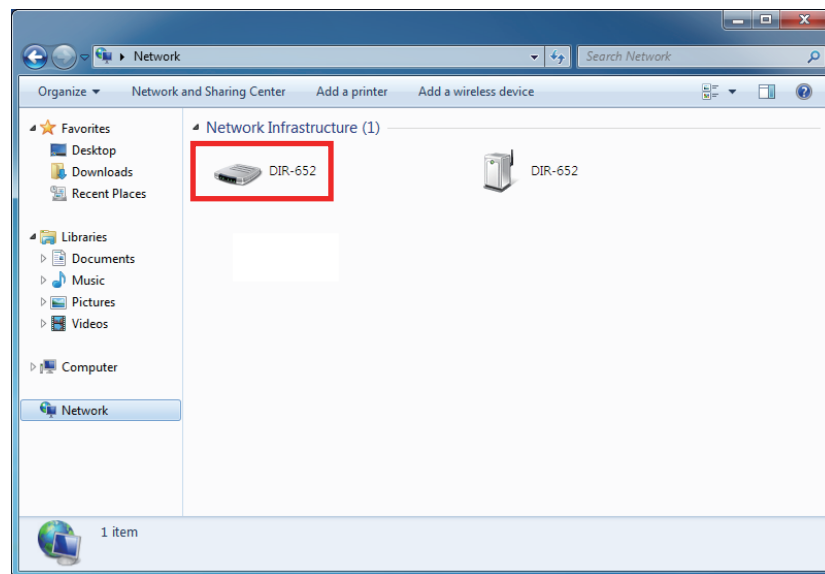 Network
Search Network
Organize
Network and Sharing Center
Add a printer
Add a wireless device
Favorites
Desktop
Downloads
Recent Places
Libraries
Documents
Music
Pictures
Videos
Computer
Network
Network Infrastructure (1)
DIR-652
DIR-652
1 item